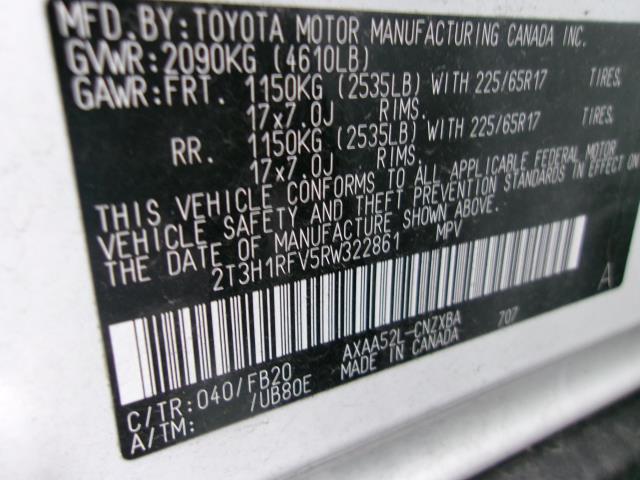 MFD. BY: TOYOTA MOTOR MANUFACTURING CANADA INC.
GVWR: 2090KG (4610LB)
GAWR: FRT. 1150KG (2535LB) WITH 225/65R17 TIRES.
17x7.0J RIMS.
RR. 1150KG (2535LB) WITH 225/65R17 TIRES.
17x7.0J RIMS.
THIS VEHICLE CONFORMS TO ALL APPLICABLE FEDERAL MOTOR
VEHICLE SAFETY AND THEFT PREVENTION STANDARDS IN EFFECT ON
THE DATE OF MANUFACTURE SHOWN ABOVE.
2T3H1RFV5RW322861 MPV
A
C/TR: 040/FB20 AXAA52L-CNZXBA 707
A/TM: /UB80E MADE IN CANADA